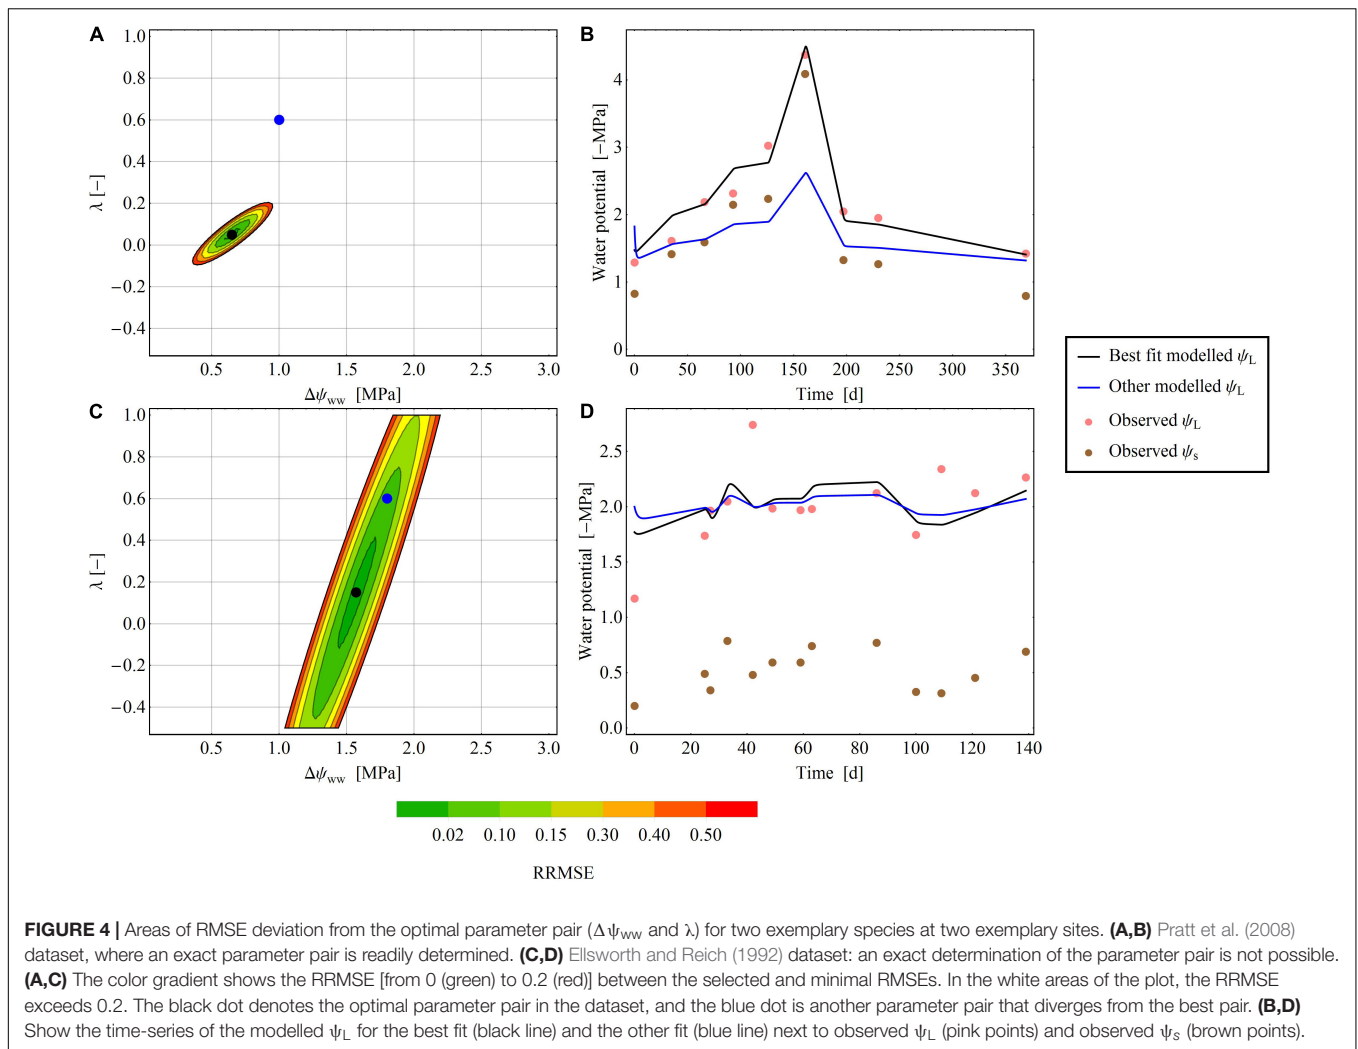 A
1.0
0.8
0.6
0.4
0.2
0.0
−0.2
−0.4
λ [−]
0.5 1.0 1.5 2.0 2.5 3.0
Δψww [MPa]
B
4
3
2
1
0
Water potential [−MPa]
0 50 100 150 200 250 300 350
Time [d]
C
1.0
0.8
0.6
0.4
0.2
0.0
−0.2
−0.4
λ [−]
0.5 1.0 1.5 2.0 2.5 3.0
Δψww [MPa]
D
2.5
2.0
1.5
1.0
0.5
0.0
Water potential [−MPa]
0 20 40 60 80 100 120 140
Time [d]
Best fit modelled ψL
Other modelled ψL
Observed ψL
Observed ψs
0.02 0.10 0.15 0.30 0.40 0.50
RRMSE
FIGURE 4 | Areas of RMSE deviation from the optimal parameter pair (Δψww and λ) for two exemplary species at two exemplary sites. (A,B) Pratt et al. (2008)
dataset, where an exact parameter pair is readily determined. (C,D) Ellsworth and Reich (1992) dataset: an exact determination of the parameter pair is not possible.
(A,C) The color gradient shows the RRMSE [from 0 (green) to 0.2 (red)] between the selected and minimal RMSEs. In the white areas of the plot, the RRMSE
exceeds 0.2. The black dot denotes the optimal parameter pair in the dataset, and the blue dot is another parameter pair that diverges from the best pair. (B,D)
Show the time-series of the modelled ψL for the best fit (black line) and the other fit (blue line) next to observed ψL (pink points) and observed ψs (brown points).